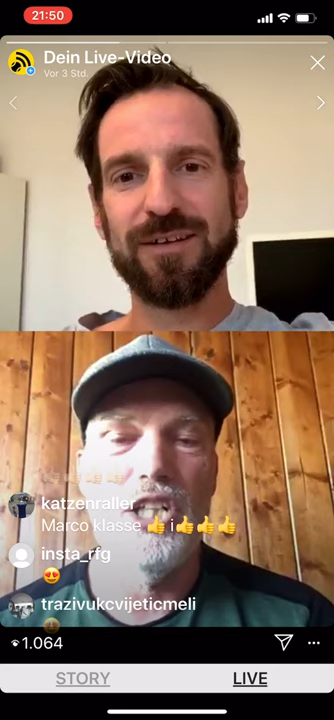 21:50
Dein Live-Video
Vor 3 Std.
katzenraller
Marco klasse 👍 i👍👍👍
insta_rfg
😍
trazivukcvijeticmeli
😍
1.064
STORY
LIVE